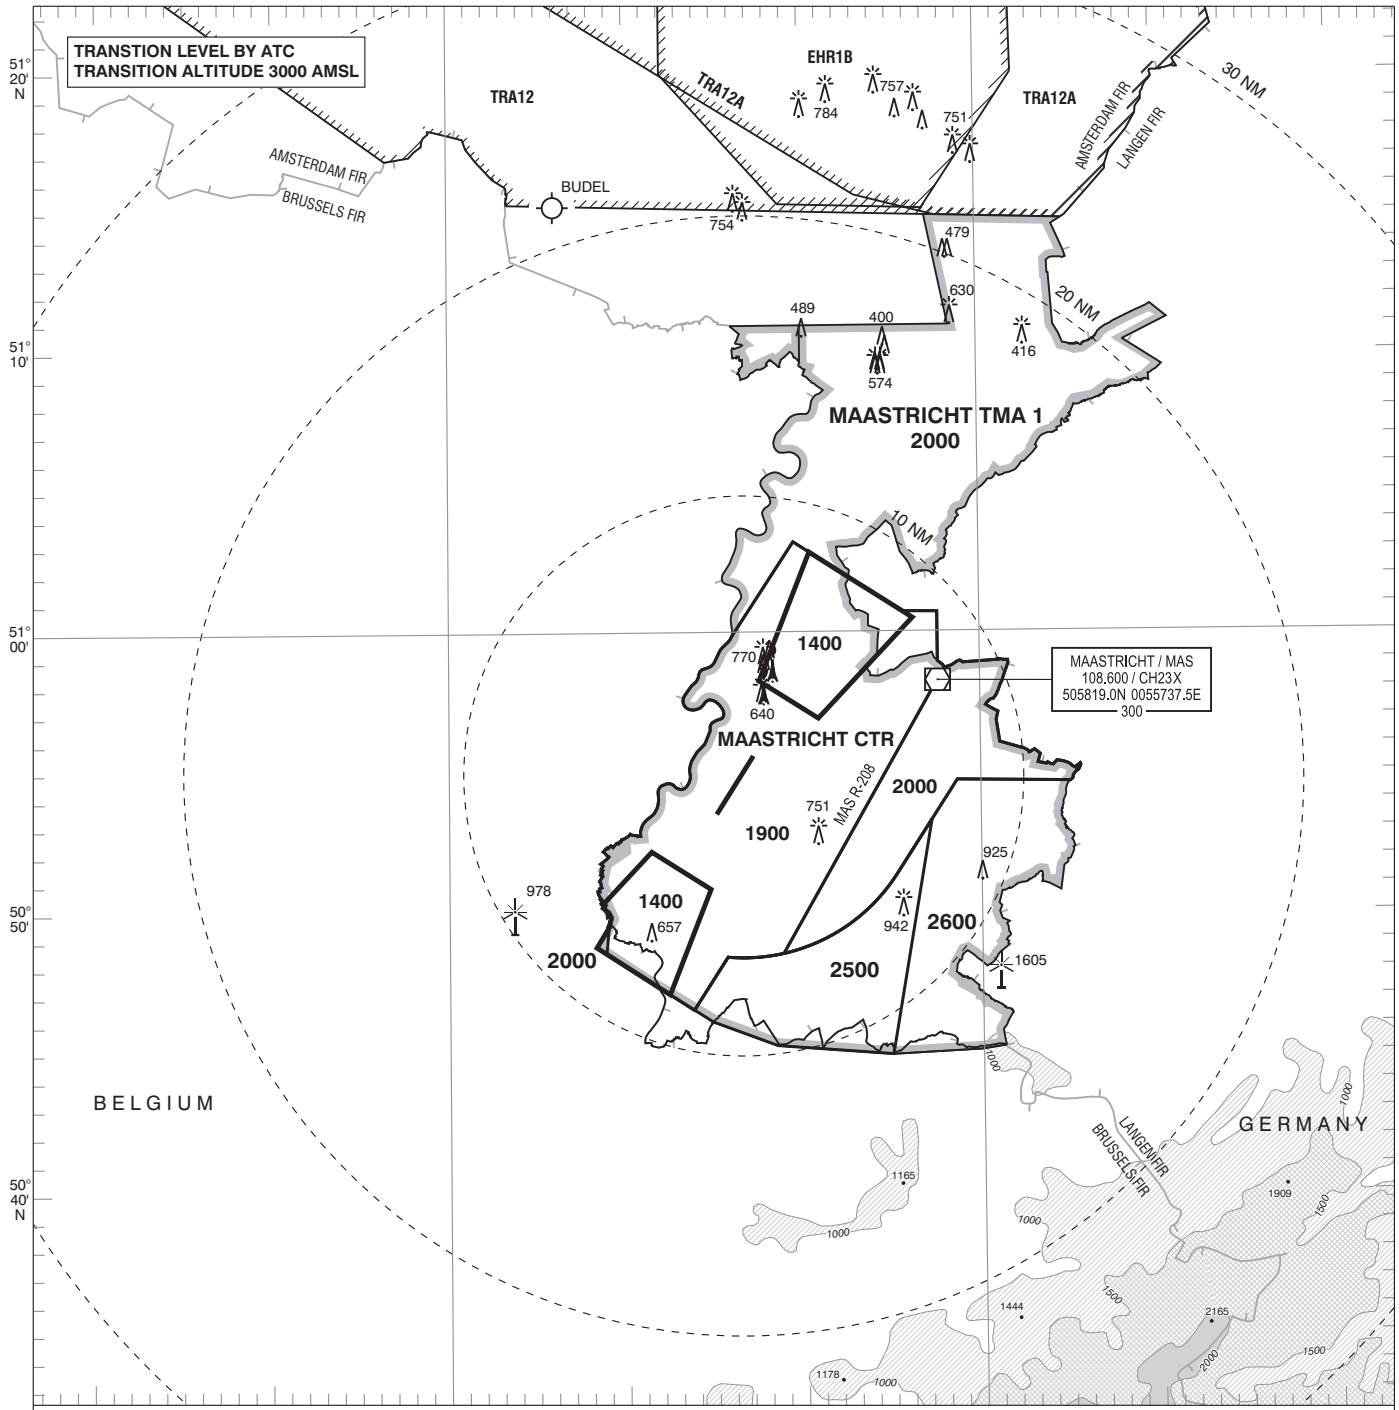 TRANSTION LEVEL BY ATC
TRANSITION ALTITUDE 3000 AMSL
51°
20'
N
TRA12
TRA12A
EHR1B
784
757
751
TRA12A
30 NM
AMSTERDAM FIR
LANGEN FIR
AMSTERDAM FIR
BRUSSELS FIR
BUDEL
754
479
630
20 NM
489
400
416
574
51°
10'
MAASTRICHT TMA 1
2000
10 NM
51°
00'
770
1400
640
MAASTRICHT / MAS
108.600 / CH23X
505819.0N 0055737.5E
300
MAASTRICHT CTR
MAS R-208
2000
751
1900
925
978
1400
657
942
2600
50°
50'
2000
2500
1605
1000
BELGIUM
GERMANY
1000
LANGEN FIR
BRUSSELS FIR
1165
1909
50°
40'
N
1000
1000
1500
1500
1444
2165
2000
1500
1178
1000